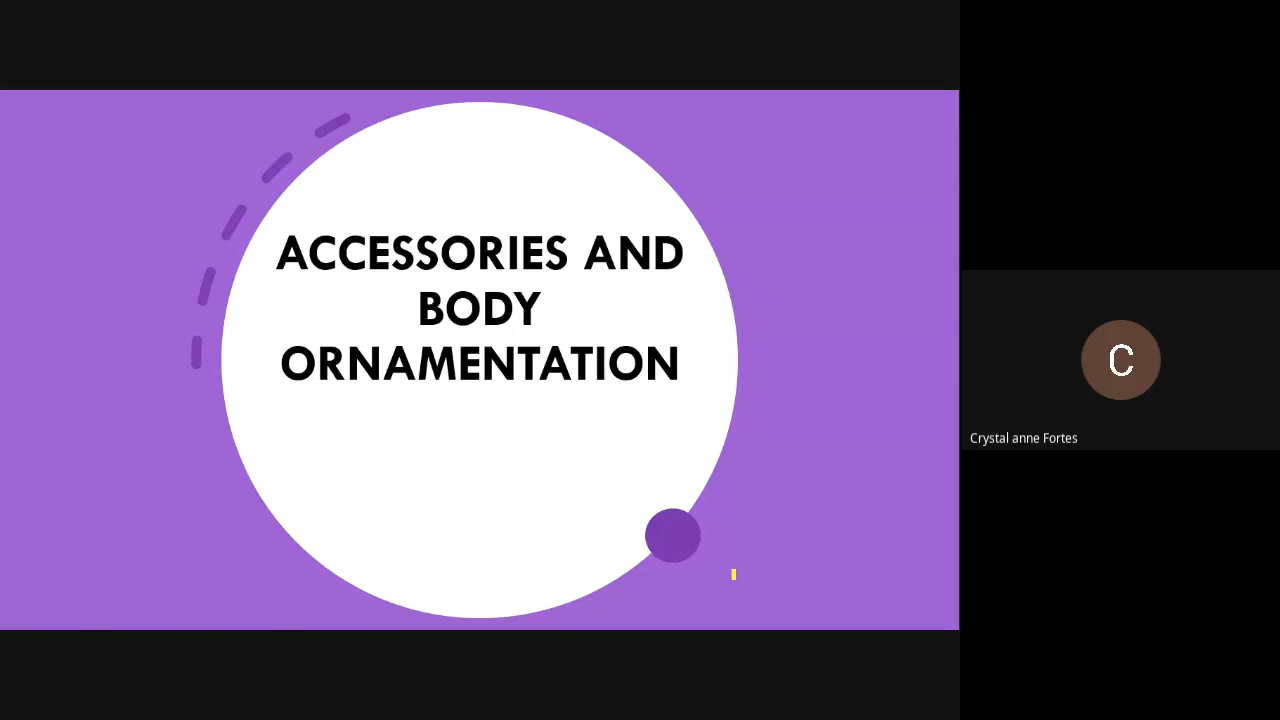 ACCESSORIES AND
BODY
ORNAMENTATION
C
Crystal anne Fortes